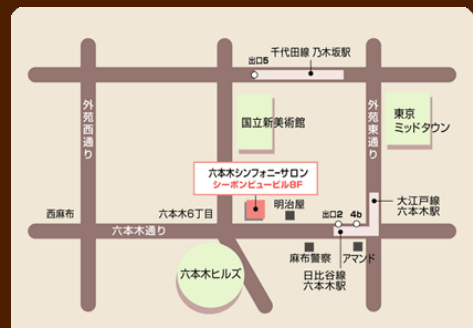 千代田線 乃木坂駅
出口5
外苑西通り
外苑東通り
国立新美術館
東京
ミッドタウン
六本木シンフォニーサロン
シーボンビュービル8F
西麻布
六本木6丁目
明治屋
出口2
4b
大江戸線
六本木駅
六本木通り
麻布警察
アマンド
六本木ヒルズ
日比谷線
六本木駅